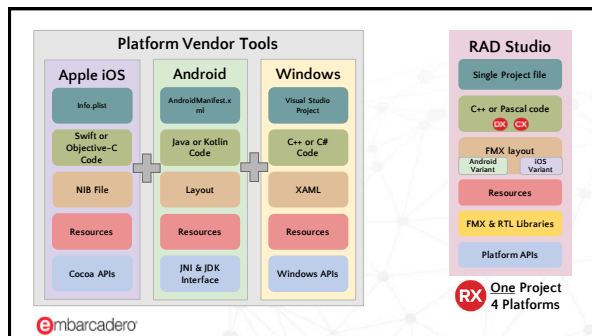 Platform Vendor Tools
Apple iOS
Info.plist
Swift or
Objective-C
Code
NIB File
Resources
Cocoa APIs
Android
AndroidManifest.x
ml
Java or Kotlin
Code
Layout
Resources
JNI & JDK
Interface
Windows
Visual Studio
Project
C++ or C#
Code
XAML
Resources
Windows APIs
RAD Studio
Single Project file
C++ or Pascal code
DX CX
FMX layout
Android
Variant
iOS
Variant
Resources
FMX & RTL Libraries
Platform APIs
RX
One Project
4 Platforms
embarcadero®